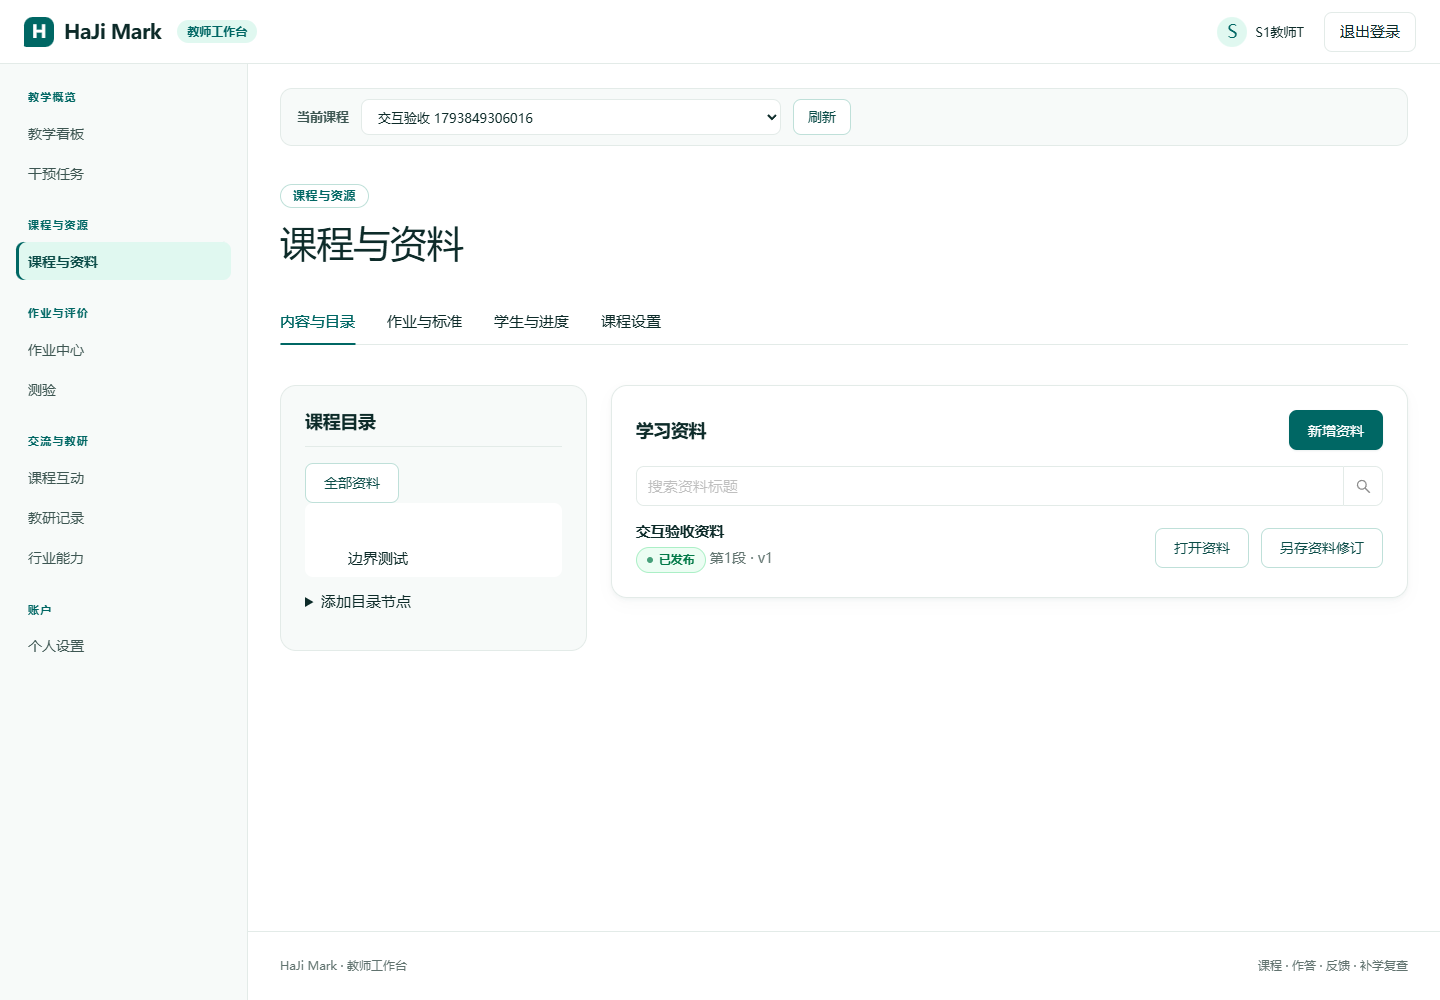 H HaJi Mark 教师工作台
S S1教师T 退出登录
教学概览
教学看板
干预任务
课程与资源
课程与资料
作业与评价
作业中心
测验
交流与教研
课程互动
教研记录
行业能力
账户
个人设置
当前课程 交互验收 1793849306016 刷新
课程与资源
课程与资料
内容与目录 作业与标准 学生与进度 课程设置
课程目录
全部资料
边界测试
添加目录节点
学习资料 新增资料
搜索资料标题
交互验收资料
已发布 第1段 · v1
打开资料 另存资料修订
HaJi Mark · 教师工作台
课程 · 作答 · 反馈 · 补学复查